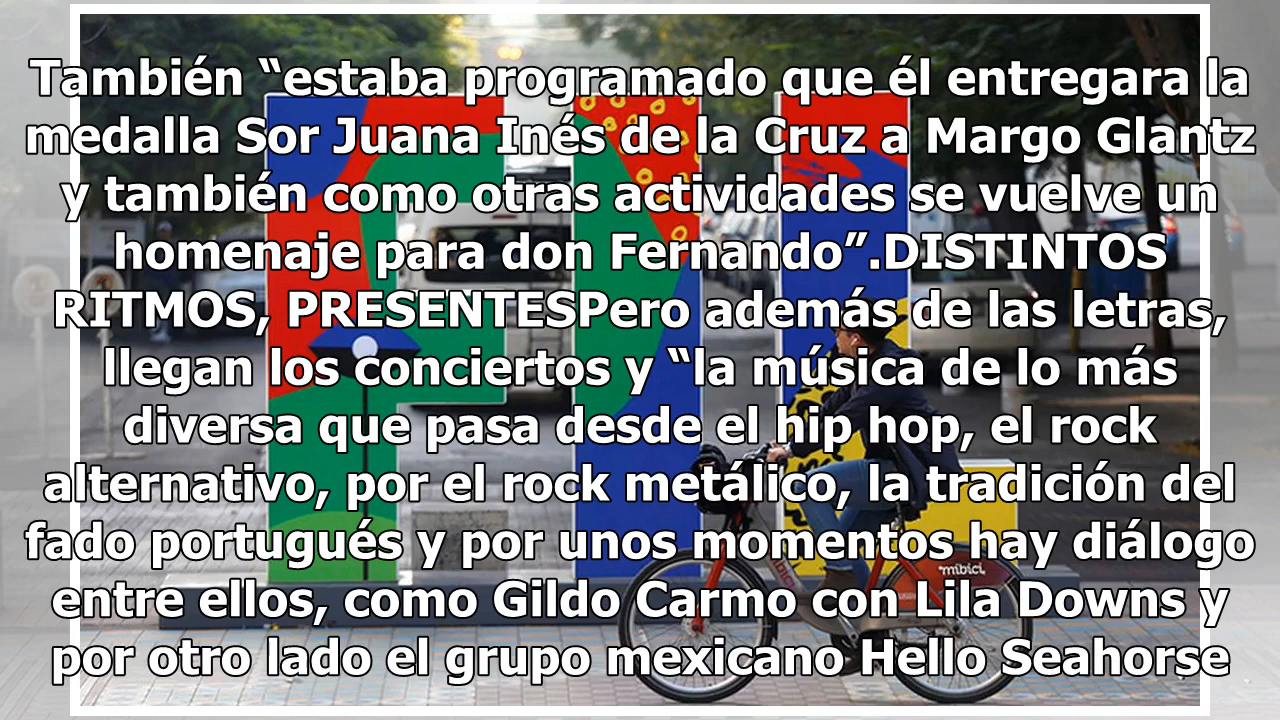 También “estaba programado que él entregara la
medalla Sor Juana Inés de la Cruz a Margo Glantz
y también como otras actividades se vuelve un
homenaje para don Fernando”.DISTINTOS
RITMOS, PRESENTESPero además de las letras,
llegan los conciertos y “la música de lo más
diversa que pasa desde el hip hop, el rock
alternativo, por el rock metálico, la tradición del
fado portugués y por unos momentos hay diálogo
entre ellos, como Gildo Carmo con Lila Downs y
por otro lado el grupo mexicano Hello Seahorse
FIL
mibici
mibici